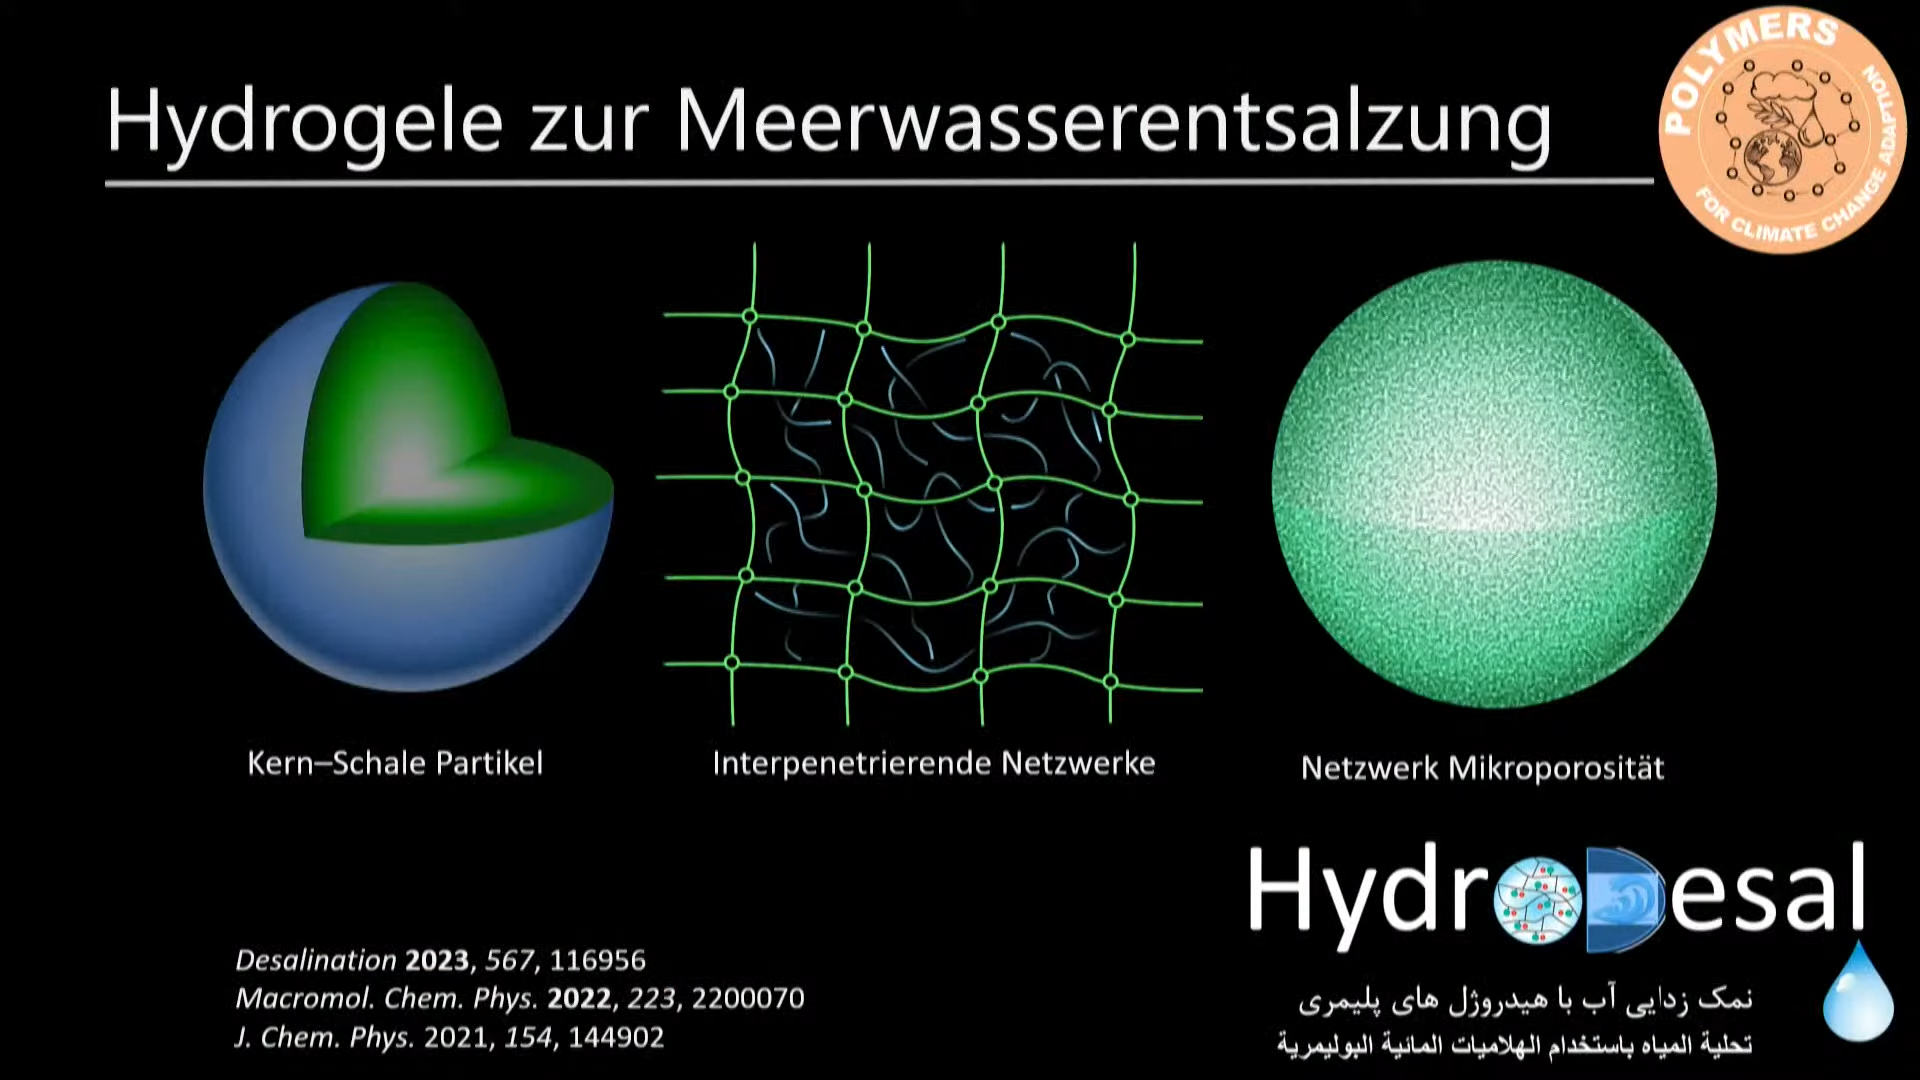 Hydrogele zur Meerwasserentsalzung
POLYMERS
FOR CLIMATE CHANGE ADAPTION
Kern–Schale Partikel
Interpenetrierende Netzwerke
Netzwerk Mikroporosität
HydroDesal
نمک زدایی آب با هیدروژل های پلیمری
تحلية المياه باستخدام الهلاميات المائية البوليمرية
Desalination 2023, 567, 116956
Macromol. Chem. Phys. 2022, 223, 2200070
J. Chem. Phys. 2021, 154, 144902